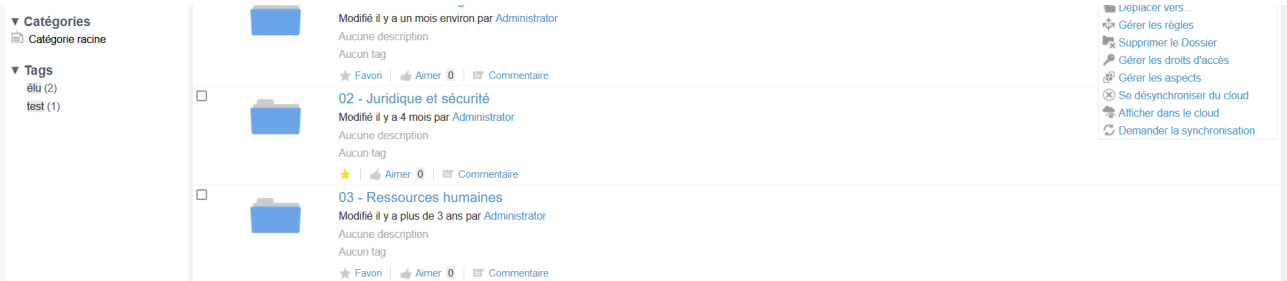 ▼ Catégories
Catégorie racine
▼ Tags
élu (2)
test (1)
Modifié il y a un mois environ par Administrator
Aucune description
Aucun tag
Favori Aimer 0 Commentaire
02 - Juridique et sécurité
Modifié il y a 4 mois par Administrator
Aucune description
Aucun tag
Aimer 0 Commentaire
03 - Ressources humaines
Modifié il y a plus de 3 ans par Administrator
Aucune description
Aucun tag
Favori Aimer 0 Commentaire
Déplacer vers...
Gérer les règles
Supprimer le Dossier
Gérer les droits d'accès
Gérer les aspects
Se désynchroniser du cloud
Afficher dans le cloud
Demander la synchronisation